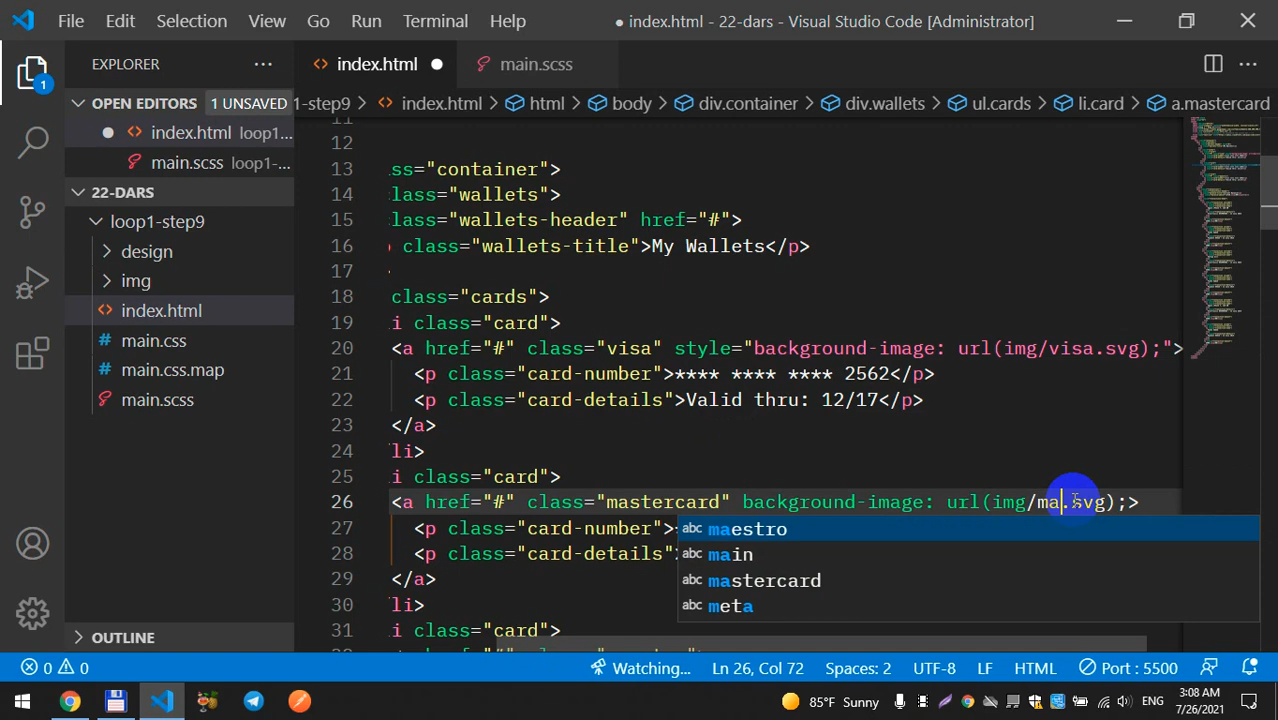 File Edit Selection View Go Run Terminal Help ● index.html - 22-dars - Visual Studio Code [Administrator]
EXPLORER
index.html
main.scss
OPEN EDITORS 1 UNSAVED
1-step9 > index.html > html > body > div.container > div.wallets > ul.cards > li.card > a.mastercard
index.html loop1...
main.scss loop1-...
22-DARS
loop1-step9
design
img
index.html
main.css
main.css.map
main.scss
OUTLINE
11
12
13 ss="container">
14 lass="wallets">
15 lass="wallets-header" href="#">
16 class="wallets-title">My Wallets</p>
17
18 class="cards">
19 i class="card">
20 <a href="#" class="visa" style="background-image: url(img/visa.svg);">
21 <p class="card-number">**** **** **** 2562</p>
22 <p class="card-details">Valid thru: 12/17</p>
23 </a>
24 li>
25 i class="card">
26 <a href="#" class="mastercard" background-image: url(img/ma.svg);>
27 <p class="card-number">
28 <p class="card-details">
29 </a>
30 li>
31 i class="card">
abc maestro
abc main
abc mastercard
abc meta
1
0 0 Watching... Ln 26, Col 72 Spaces: 2 UTF-8 LF HTML Port : 5500
85°F Sunny ENG 3:08 AM
7/26/2021